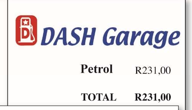 DASH Garage
Petrol R231,00
TOTAL R231,00